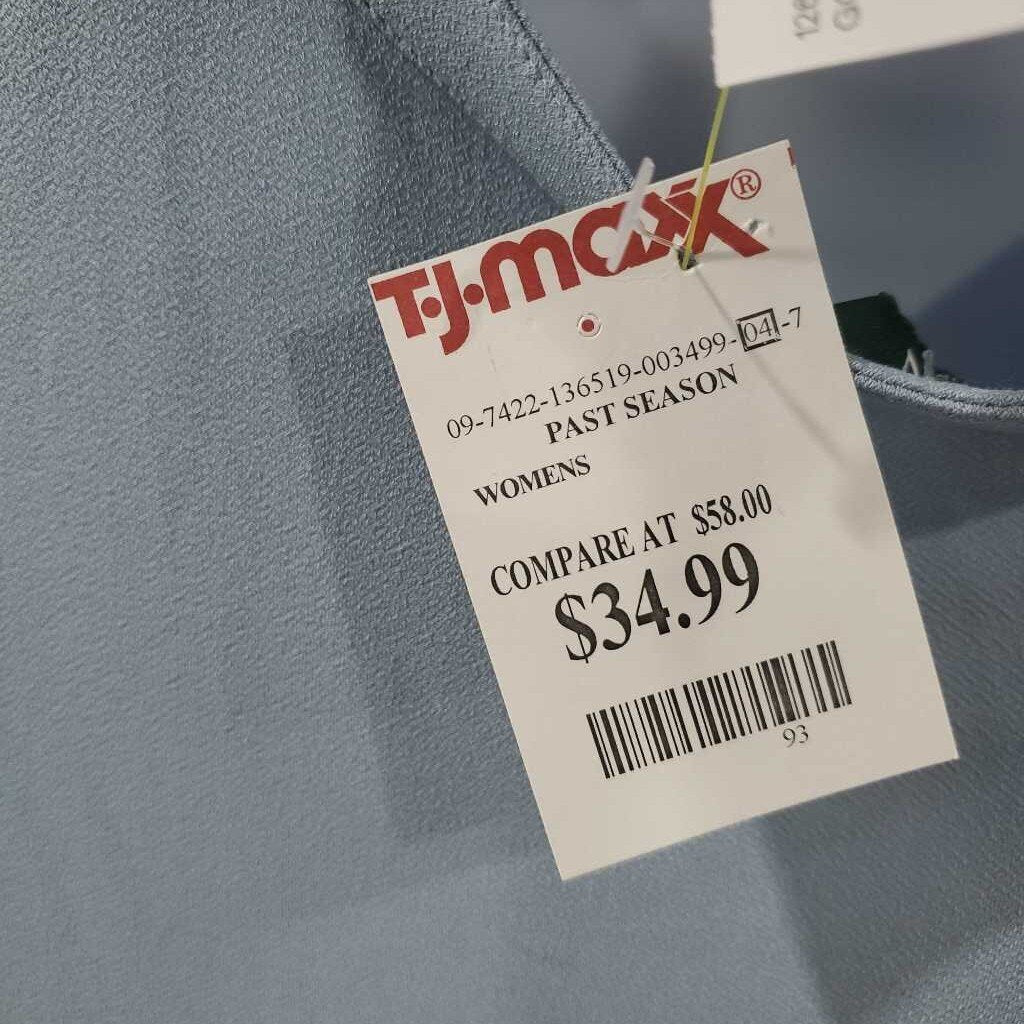 T.J.maxx®
09-7422-136519-003499-04-7
PAST SEASON
WOMENS
COMPARE AT $58.00
$34.99
93